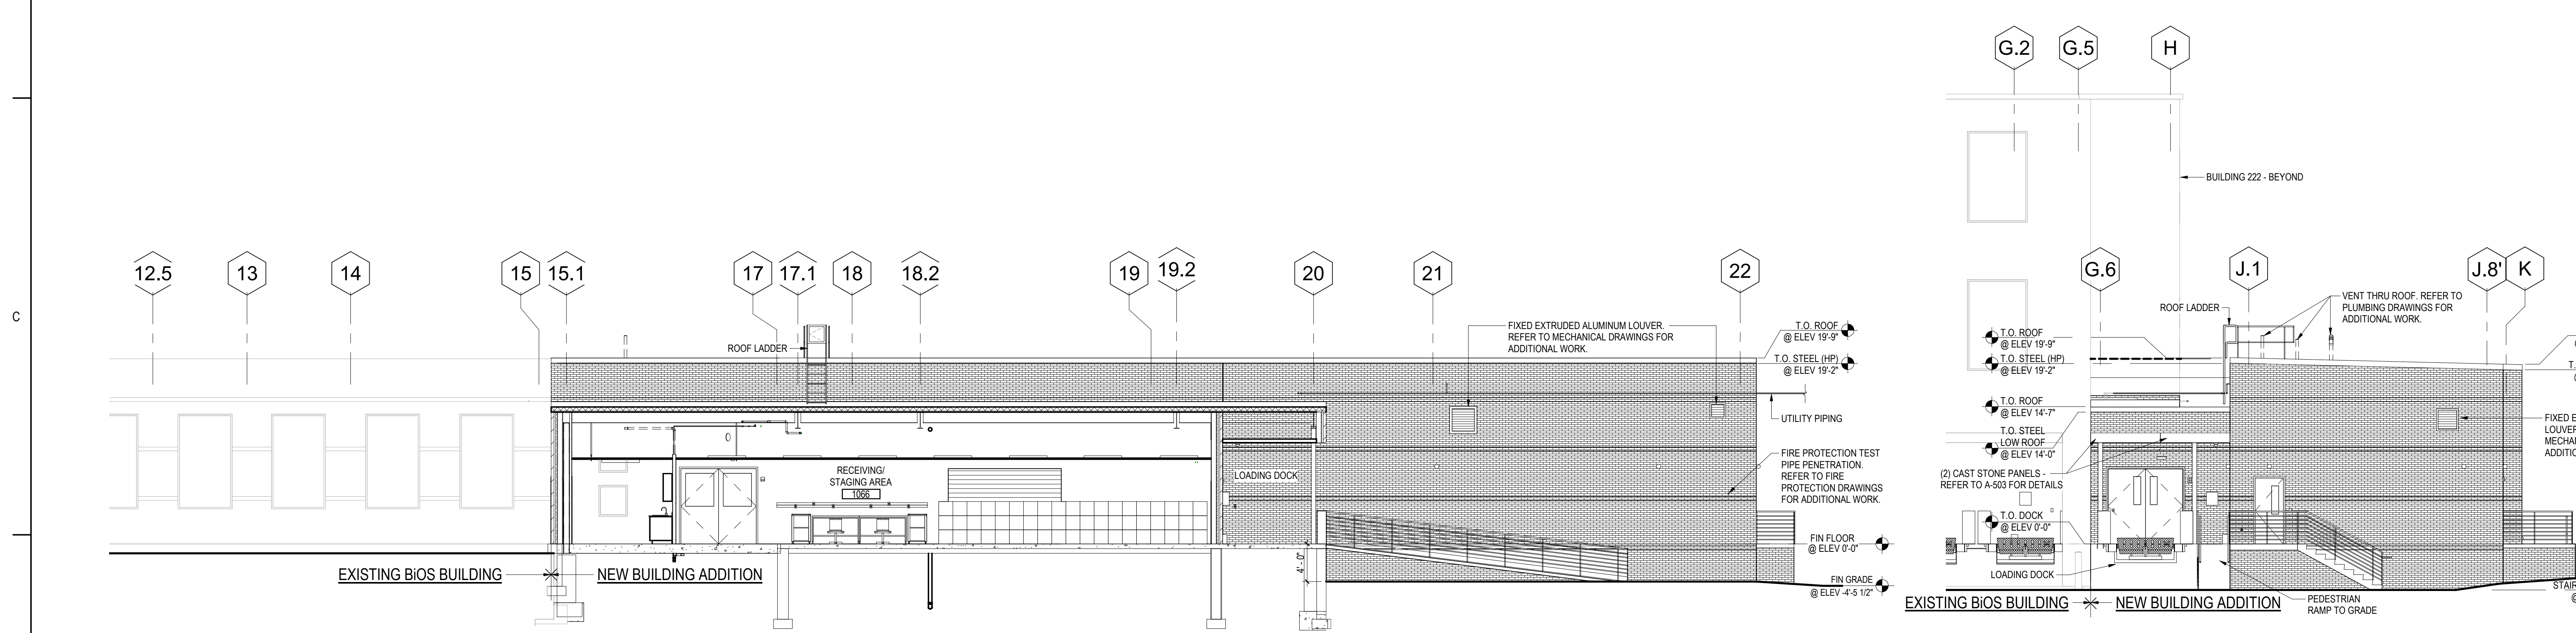 G.2
G.5
H
BUILDING 222 - BEYOND
12.5
13
14
15
15.1
17
17.1
18
18.2
19
19.2
20
21
22
G.6
J.1
J.8'
K
C
ROOF LADDER
FIXED EXTRUDED ALUMINUM LOUVER.
REFER TO MECHANICAL DRAWINGS FOR
ADDITIONAL WORK.
T.O. ROOF
@ ELEV 19'-9"
T.O. STEEL (HP)
@ ELEV 19'-2"
UTILITY PIPING
FIRE PROTECTION TEST
PIPE PENETRATION.
REFER TO FIRE
PROTECTION DRAWINGS
FOR ADDITIONAL WORK.
RECEIVING/
STAGING AREA
1066
LOADING DOCK
4' - 0"
FIN FLOOR
@ ELEV 0'-0"
FIN GRADE
@ ELEV -4'-5 1/2"
EXISTING BiOS BUILDING
NEW BUILDING ADDITION
ROOF LADDER
VENT THRU ROOF. REFER TO
PLUMBING DRAWINGS FOR
ADDITIONAL WORK.
T.O. ROOF
@ ELEV 19'-9"
T.O. STEEL (HP)
@ ELEV 19'-2"
T.O. ROOF
@ ELEV 14'-7"
T.O. STEEL
LOW ROOF
@ ELEV 14'-0"
(2) CAST STONE PANELS -
REFER TO A-503 FOR DETAILS
T.O. DOCK
@ ELEV 0'-0"
LOADING DOCK
PEDESTRIAN
RAMP TO GRADE
EXISTING BiOS BUILDING
NEW BUILDING ADDITION
FIXED E
LOUVER
MECHA
ADDITIO
STAIR
@